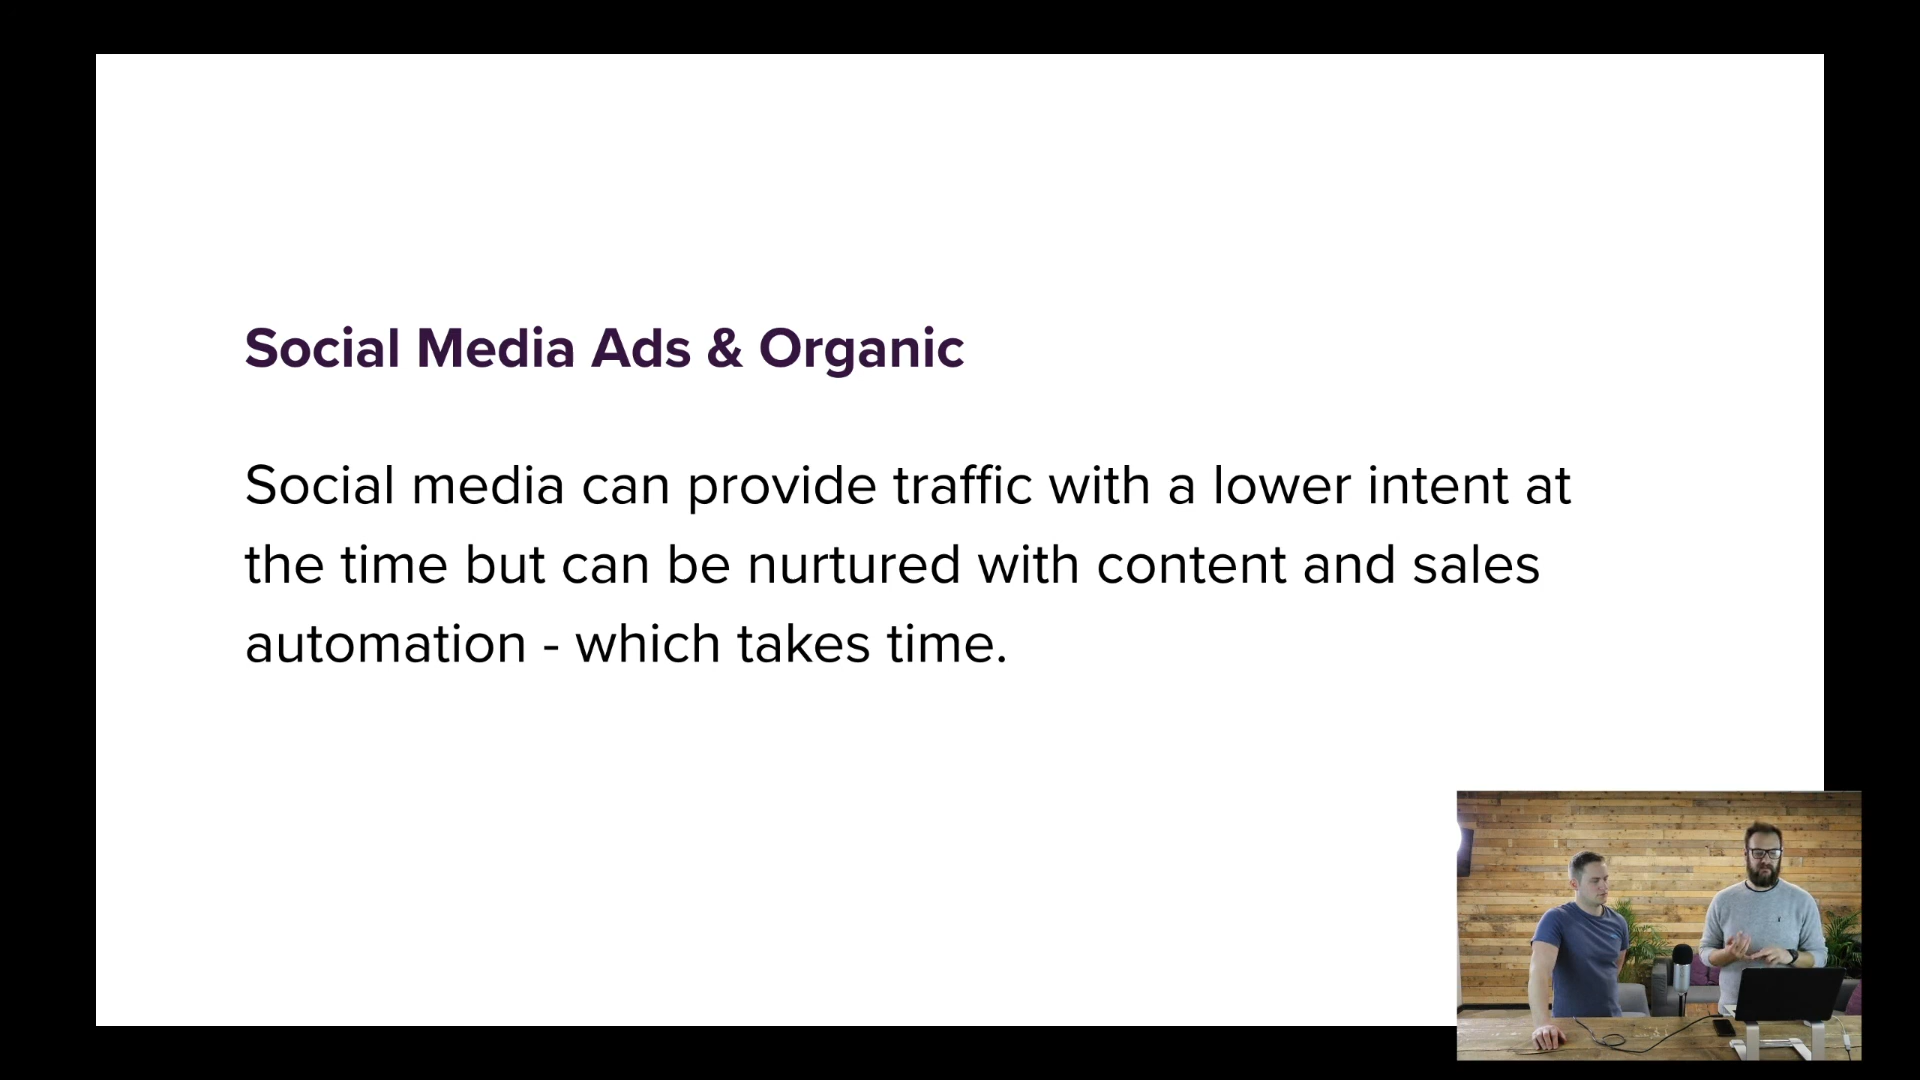 Social Media Ads & Organic
Social media can provide traffic with a lower intent at
the time but can be nurtured with content and sales
automation - which takes time.